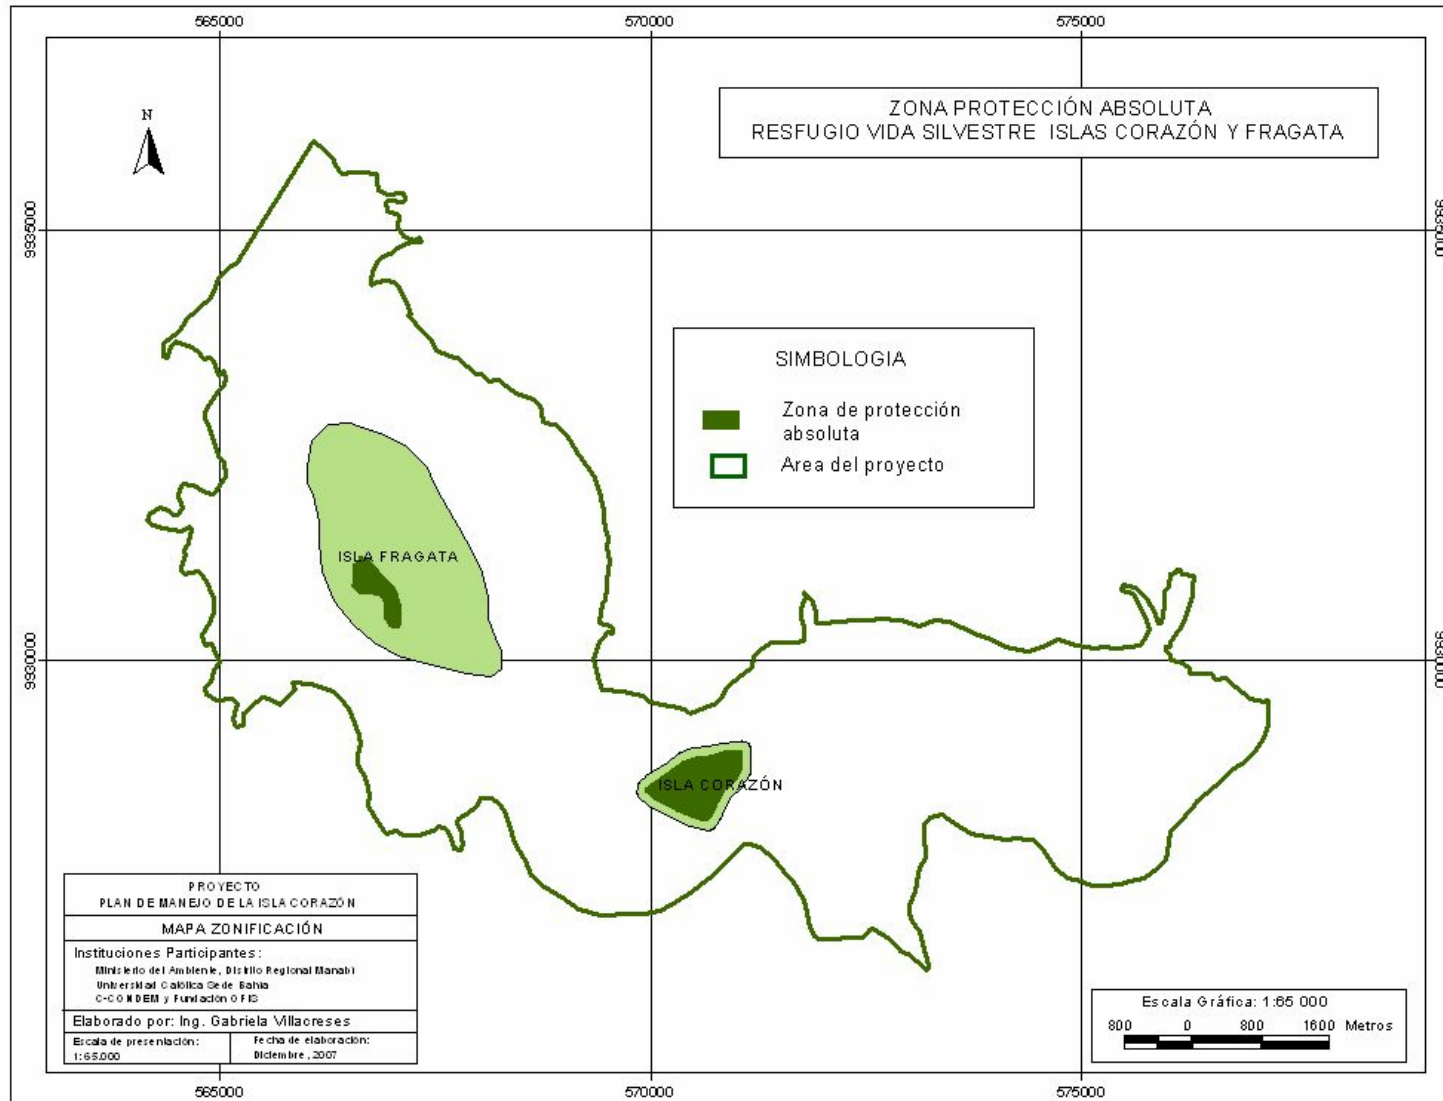 565000
570000
575000
N
ZONA PROTECCIÓN ABSOLUTA
RESFUGIO VIDA SILVESTRE ISLAS CORAZÓN Y FRAGATA
9935000
9935000
SIMBOLOGIA
Zona de protección
absoluta
Area del proyecto
ISLA FRAGATA
9930000
9930000
ISLA CORAZÓN
PROYECTO
PLAN DE MANEJO DE LA ISLA CORAZÓN
MAPA ZONIFICACIÓN
Instituciones Participantes:
Ministerio del Ambiente, Distrito Regional Manabí
Universidad Católica Sede Bahia
C-CONDEM y Fundación OFIS
Elaborado por: Ing. Gabriela Villacreses
Escala de presentación:
1:65.000
Fecha de elaboración:
Diciembre, 2007
Escala Gráfica: 1:65 000
800 0 800 1600 Metros
565000
570000
575000